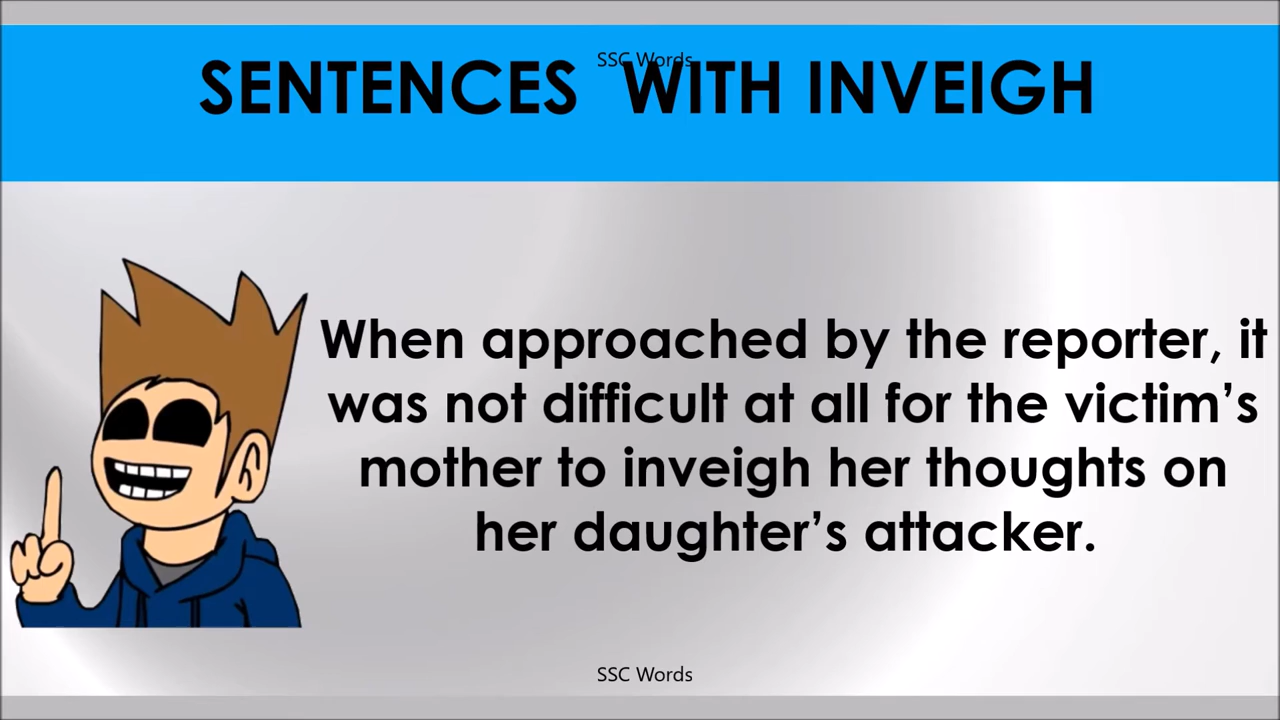 SSC Words
SENTENCES WITH INVEIGH
When approached by the reporter, it
was not difficult at all for the victim’s
mother to inveigh her thoughts on
her daughter’s attacker.
SSC Words